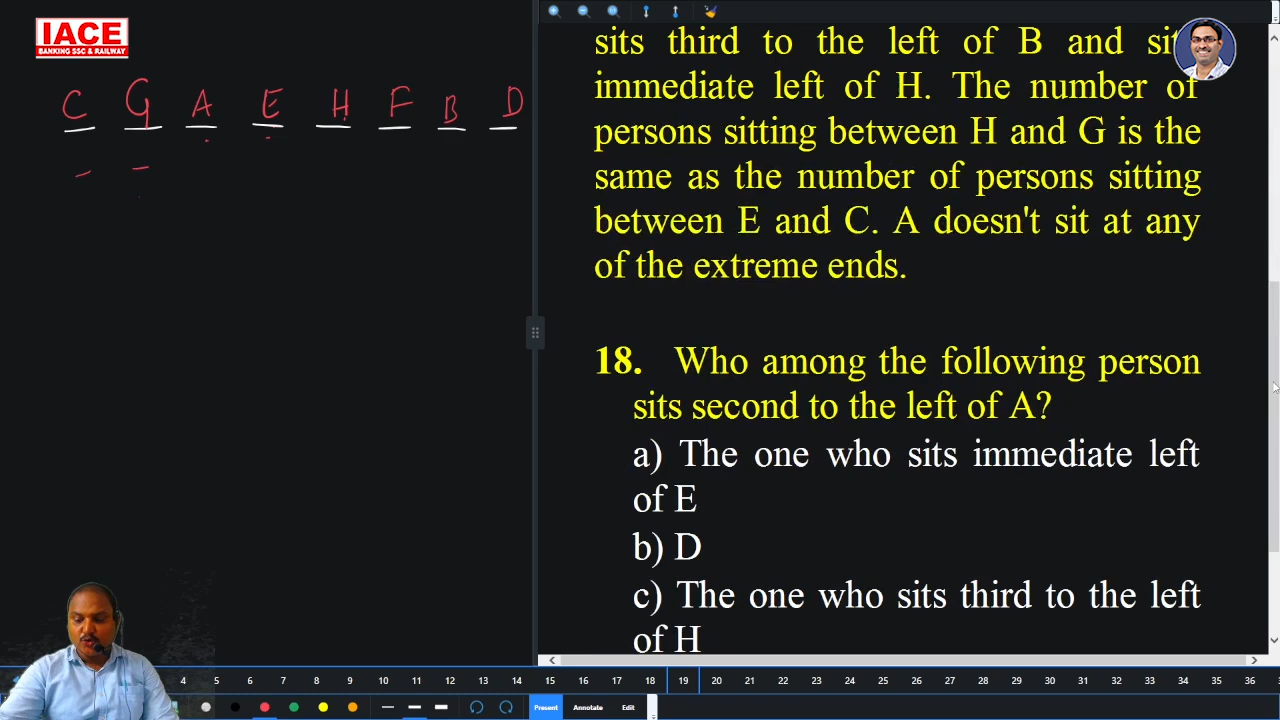 IACE
BANKING SSC & RAILWAY
C G A E H F B D
sits third to the left of B and sits
immediate left of H. The number of
persons sitting between H and G is the
same as the number of persons sitting
between E and C. A doesn't sit at any
of the extreme ends.
18. Who among the following person
sits second to the left of A?
a) The one who sits immediate left
of E
b) D
c) The one who sits third to the left
of H
4 5 6 7 8 9 10 11 12 13 14 15 16 17 18 19 20 21 22 23 24 25 26 27 28 29 30 31 32 33 34 35 36
Present Annotate Edit